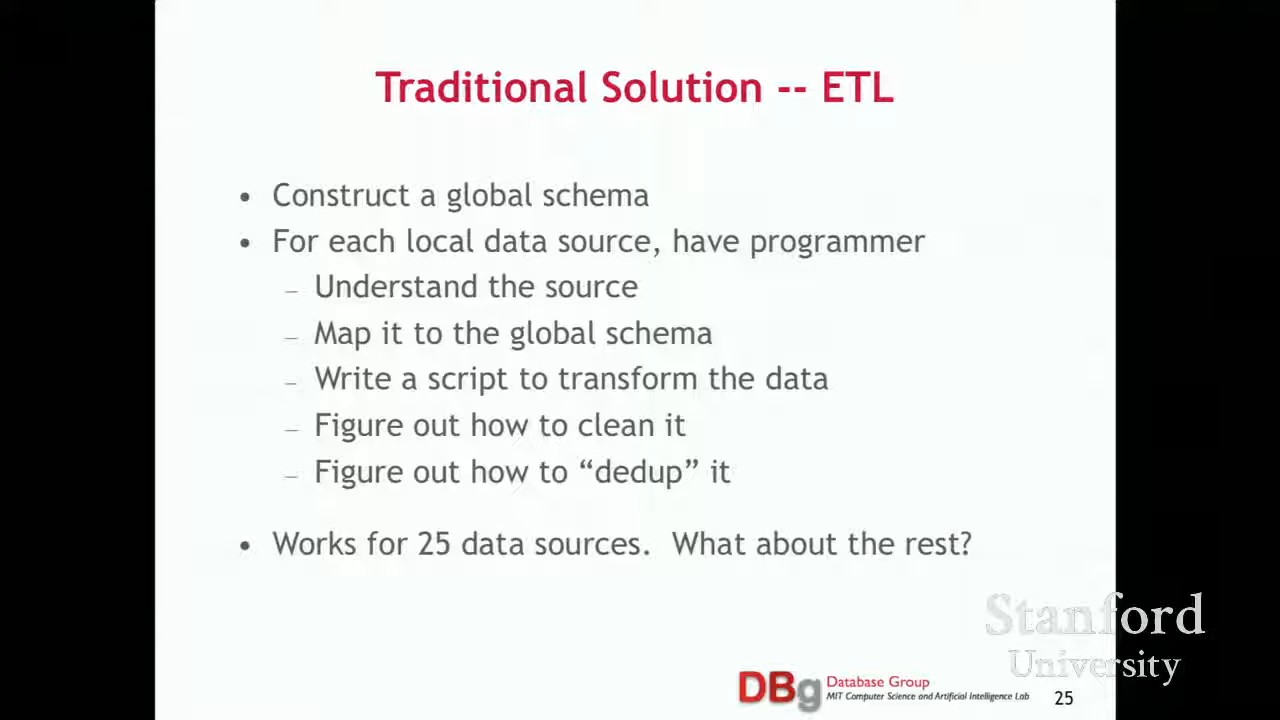 Traditional Solution -- ETL
• Construct a global schema
• For each local data source, have programmer
– Understand the source
– Map it to the global schema
– Write a script to transform the data
– Figure out how to clean it
– Figure out how to “dedup” it
• Works for 25 data sources.  What about the rest?
Stanford
University
DBg Database Group
MIT Computer Science and Artificial Intelligence Lab
25